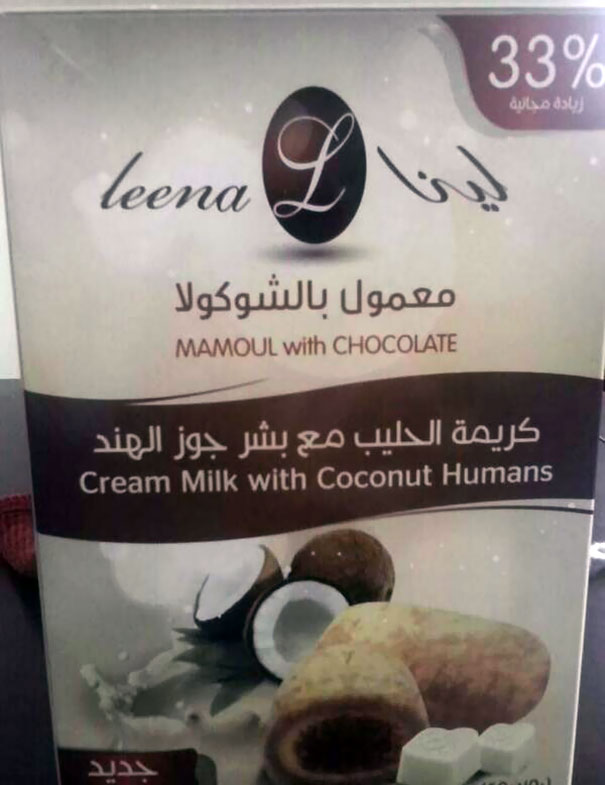 33%
زيادة مجانية
leena L لينا
معمول بالشوكولا
MAMOUL with CHOCOLATE
كريمة الحليب مع بشر جوز الهند
Cream Milk with Coconut Humans
جديد